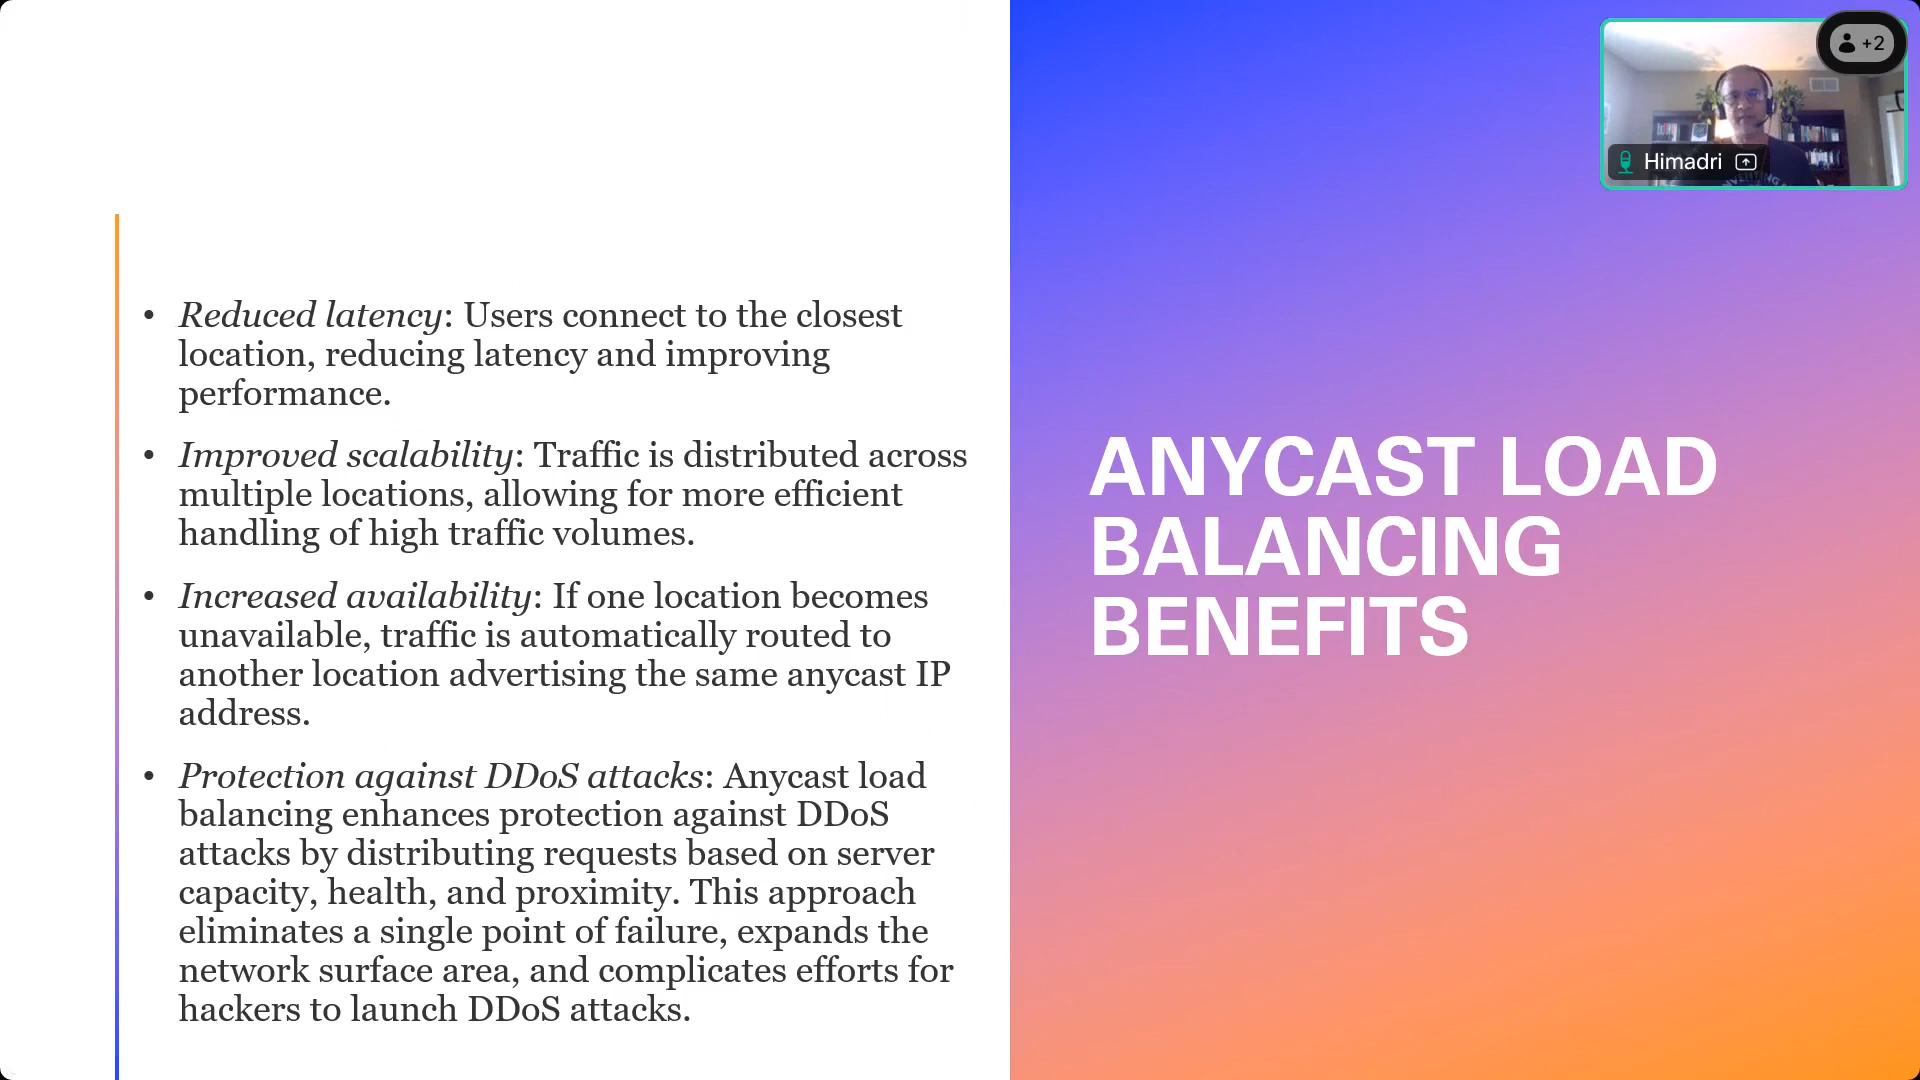 • Reduced latency: Users connect to the closest
location, reducing latency and improving
performance.
• Improved scalability: Traffic is distributed across
multiple locations, allowing for more efficient
handling of high traffic volumes.
• Increased availability: If one location becomes
unavailable, traffic is automatically routed to
another location advertising the same anycast IP
address.
• Protection against DDoS attacks: Anycast load
balancing enhances protection against DDoS
attacks by distributing requests based on server
capacity, health, and proximity. This approach
eliminates a single point of failure, expands the
network surface area, and complicates efforts for
hackers to launch DDoS attacks.
ANYCAST LOAD
BALANCING
BENEFITS
+2
Himadri